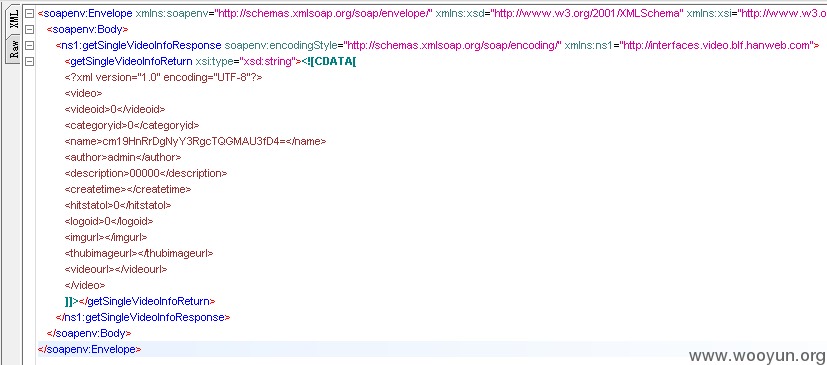 XML
Raw
<soapenv:Envelope xmlns:soapenv="http://schemas.xmlsoap.org/soap/envelope/" xmlns:xsd="http://www.w3.org/2001/XMLSchema" xmlns:xsi="http://www.w3.o
<soapenv:Body>
<ns1:getSingleVideoInfoResponse soapenv:encodingStyle="http://schemas.xmlsoap.org/soap/encoding/" xmlns:ns1="http://interfaces.video.blf.hanweb.com">
<getSingleVideoInfoReturn xsi:type="xsd:string"><![CDATA[
<?xml version="1.0" encoding="UTF-8"?>
<video>
<videoid>0</videoid>
<categoryid>0</categoryid>
<name>cm19HnRrDgNyY3RgcTQGMAU3fD4=</name>
<author>admin</author>
<description>00000</description>
<createtime></createtime>
<hitstatol>0</hitstatol>
<logoid>0</logoid>
<imgurl></imgurl>
<thubimageurl></thubimageurl>
<videourl></videourl>
</video>
]]></getSingleVideoInfoReturn>
</ns1:getSingleVideoInfoResponse>
</soapenv:Body>
</soapenv:Envelope>
www.wooyun.org